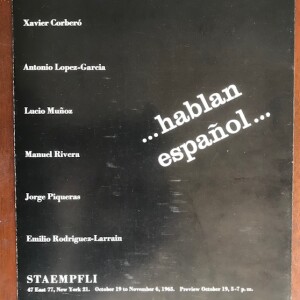 Xavier Corberó
Antonio Lopez-Garcia
Lucio Muñoz
Manuel Rivera
Jorge Piqueras
Emilio Rodriguez-Larrain
...hablan
español...
STAEMPFLI
47 East 77, New York 21. October 19 to November 6, 1965. Preview October 19, 5-7 p. m.